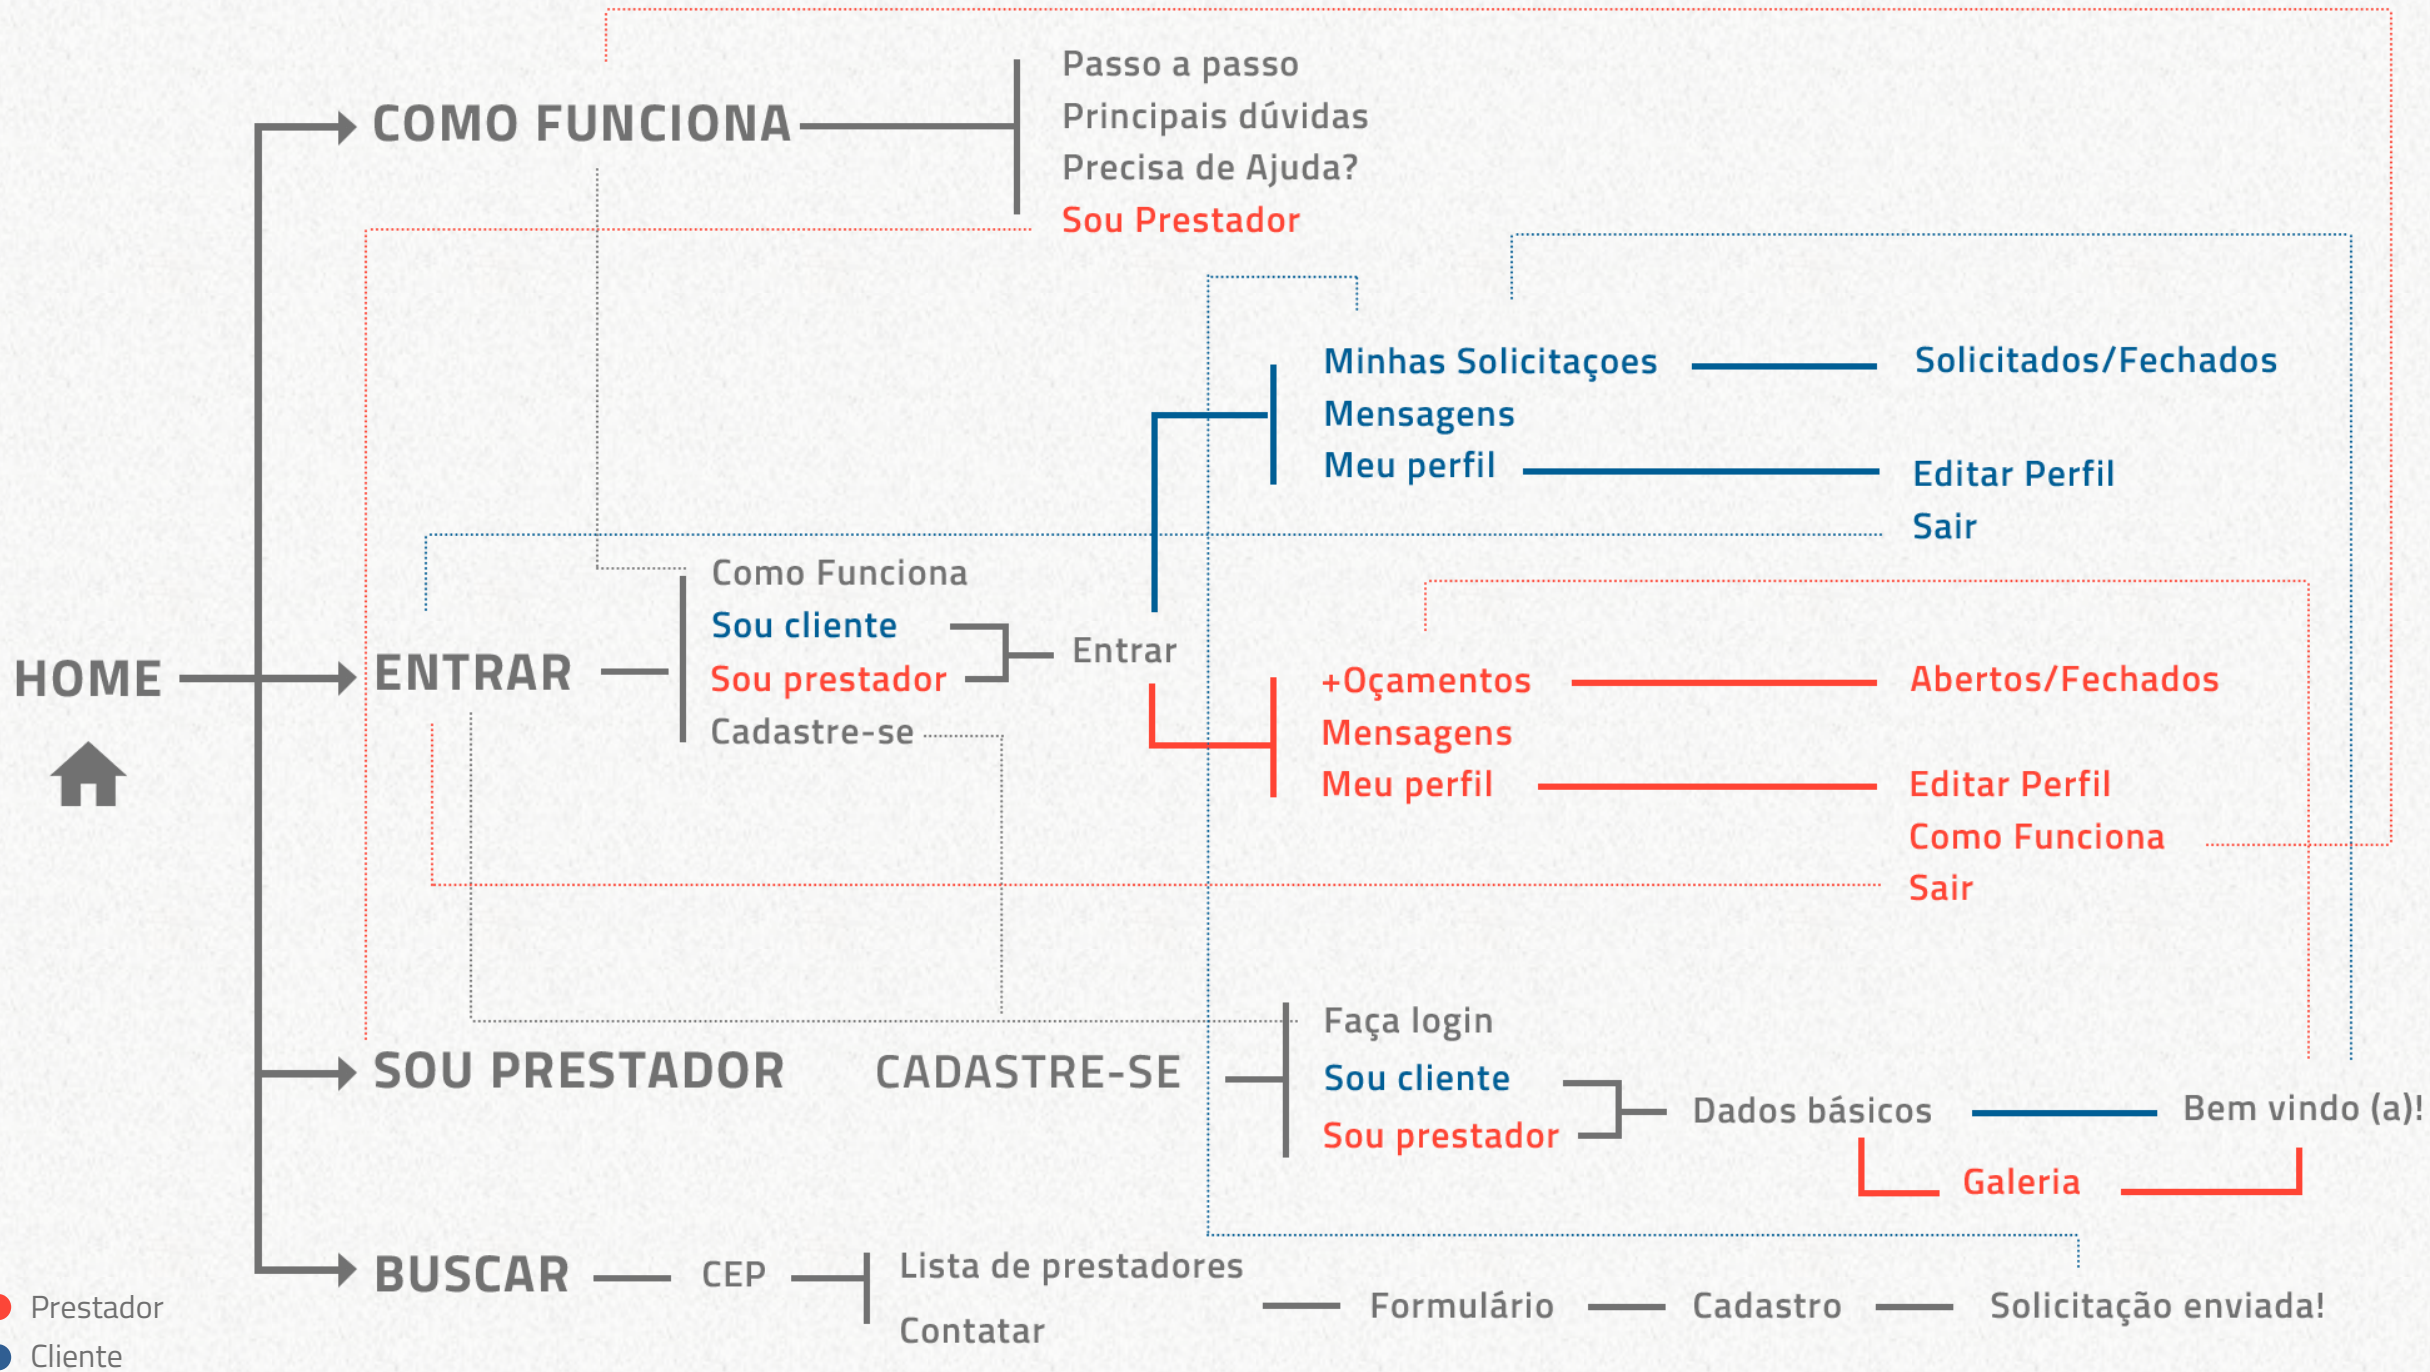 COMO FUNCIONA
Passo a passo
Principais dúvidas
Precisa de Ajuda?
Sou Prestador
Minhas Solicitaçoes
Solicitados/Fechados
Mensagens
Meu perfil
Editar Perfil
Sair
HOME
ENTRAR
Como Funciona
Sou cliente
Sou prestador
Cadastre-se
Entrar
+Oçamentos
Abertos/Fechados
Mensagens
Meu perfil
Editar Perfil
Como Funciona
Sair
SOU PRESTADOR
CADASTRE-SE
Faça login
Sou cliente
Sou prestador
Dados básicos
Bem vindo (a)!
Galeria
BUSCAR
CEP
Lista de prestadores
Contatar
Formulário
Cadastro
Solicitação enviada!
Prestador
Cliente